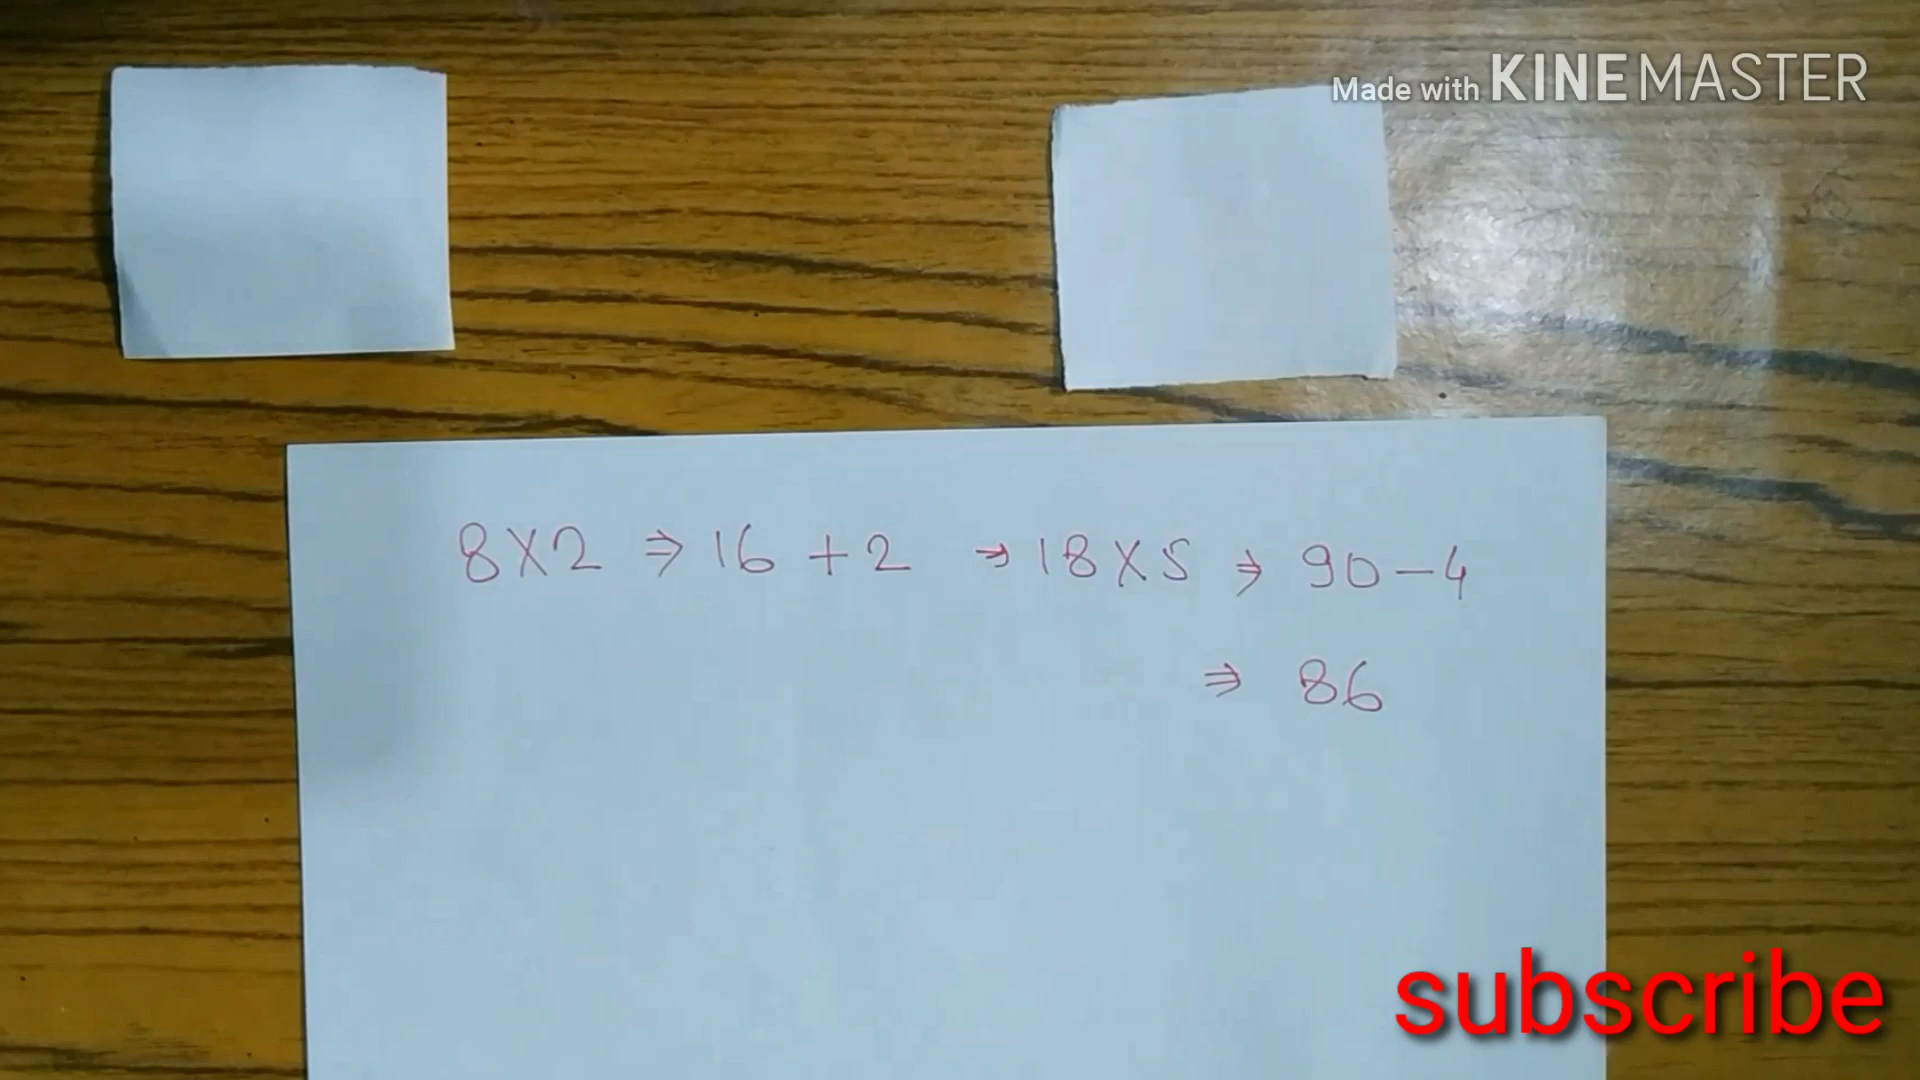 Made with KINEMASTER
8X2 ⇒ 16 + 2 → 18X5 ⇒ 90-4
⇒ 86
subscribe